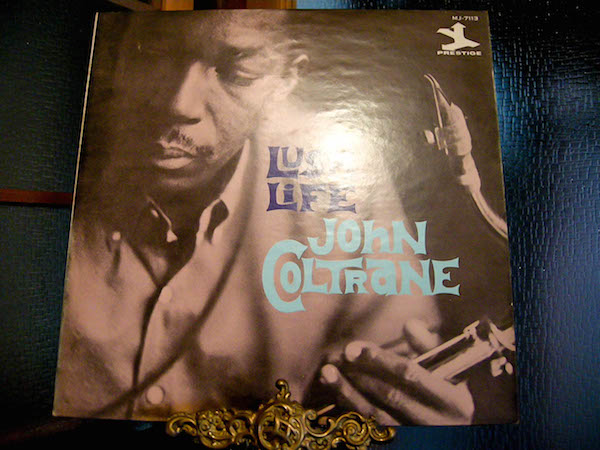 MJ-7113
PRESTIGE
LUSH
LIFE
JOHN
COLTRANE